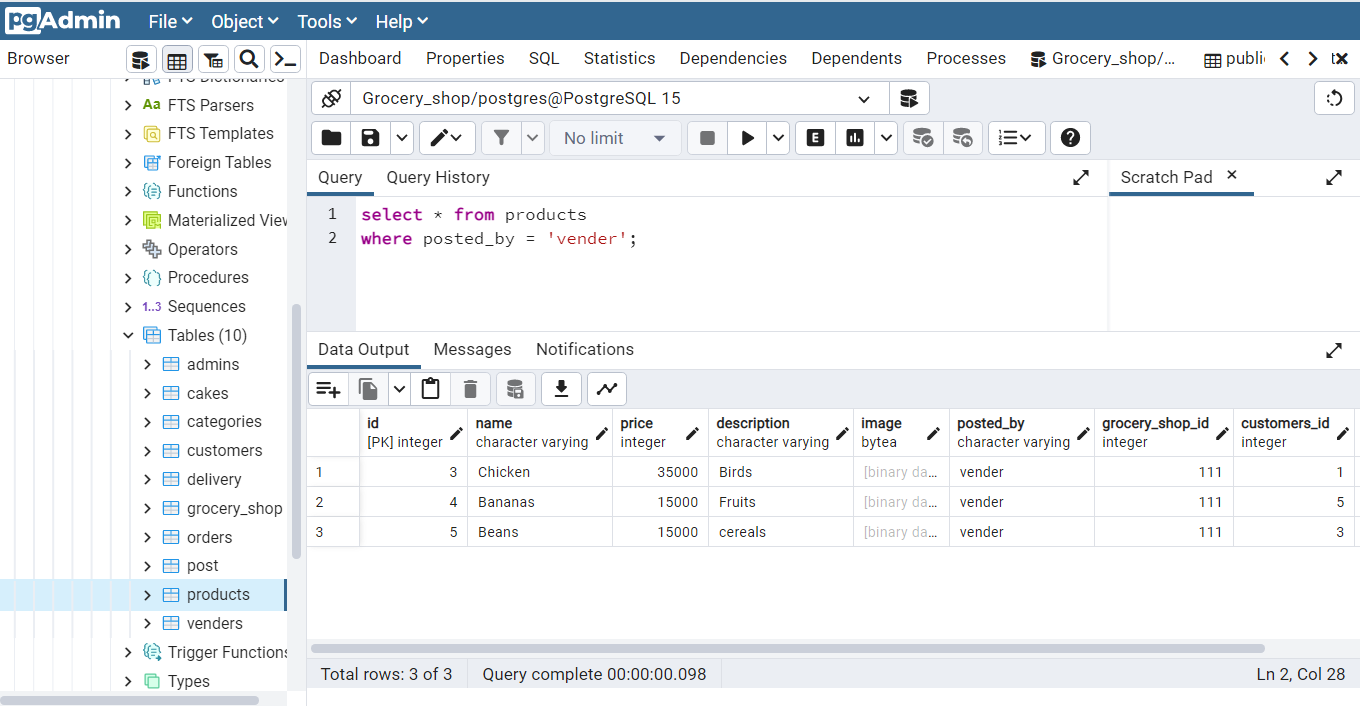 pgAdmin File Object Tools Help
Browser
Dashboard Properties SQL Statistics Dependencies Dependents Processes Grocery_shop/... public
Grocery_shop/postgres@PostgreSQL 15
No limit
E
Query Query History
Scratch Pad
1 select * from products
2 where posted_by = 'vender';
FTS Dictionaries
Aa FTS Parsers
FTS Templates
Foreign Tables
Functions
Materialized View
Operators
Procedures
1..3 Sequences
Tables (10)
admins
cakes
categories
customers
delivery
grocery_shop
orders
post
products
venders
Trigger Functions
Types
Data Output Messages Notifications
id name price description image posted_by grocery_shop_id customers_id
[PK] integer character varying integer character varying bytea character varying integer integer
1 3 Chicken 35000 Birds [binary da... vender 111 1
2 4 Bananas 15000 Fruits [binary da... vender 111 5
3 5 Beans 15000 cereals [binary da... vender 111 3
Total rows: 3 of 3 Query complete 00:00:00.098 Ln 2, Col 28